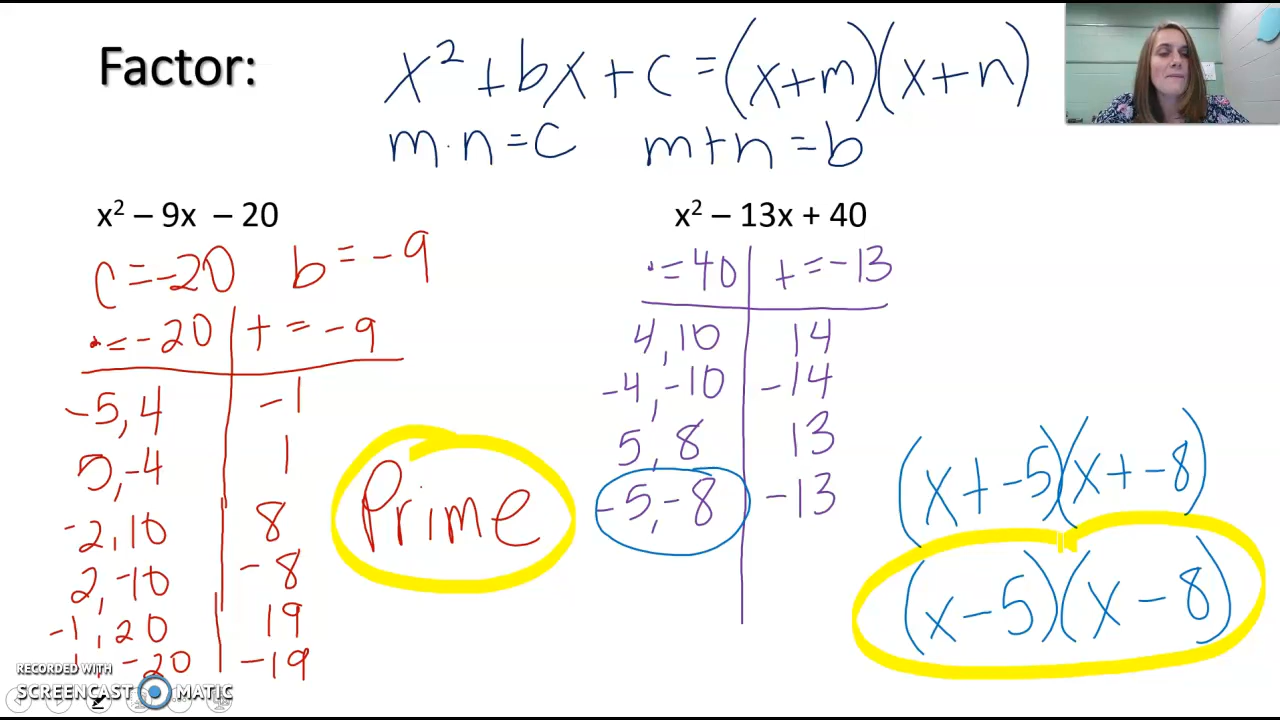 Factor:
x² + bx + c = (x+m)(x+n)
m·n = c m+n = b
x² – 9x – 20
c = -20 b = -9
· = -20 + = -9
-5, 4 -1
5, -4 1
-2, 10 8
2, -10 -8
-1, 20 19
1, -20 -19
Prime
x² – 13x + 40
· = 40 + = -13
4, 10 14
-4, -10 -14
5, 8 13
-5, -8 -13
(x + -5)(x + -8)
(x - 5)(x - 8)
RECORDED WITH
SCREENCAST MATIC